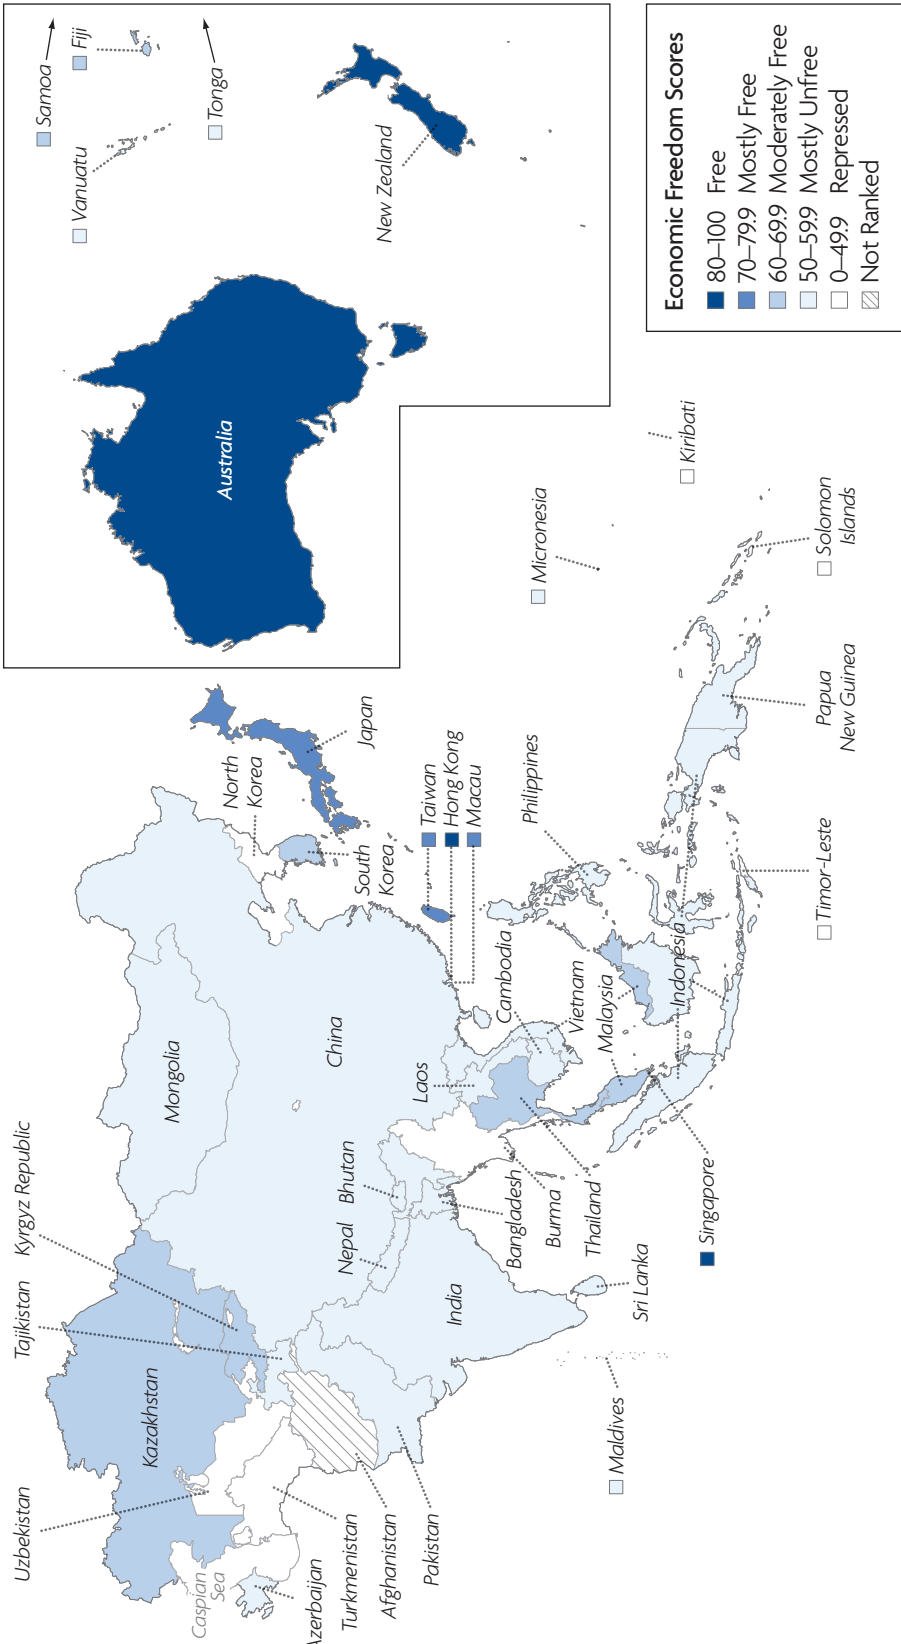 Samoa
Fiji
Vanuatu
Tonga
New Zealand
Australia
Economic Freedom Scores
80–100 Free
70–79.9 Mostly Free
60–69.9 Moderately Free
50–59.9 Mostly Unfree
0–49.9 Repressed
Not Ranked
Kiribati
Micronesia
Solomon
Islands
Papua
New Guinea
Timor-Leste
Indonesia
Philippines
Japan
North
Korea
South
Korea
Taiwan
Hong Kong
Macau
Cambodia
Vietnam
Malaysia
Laos
China
Mongolia
Kyrgyz Republic
Tajikistan
Kazakhstan
Uzbekistan
Caspian
Sea
Azerbaijan
Turkmenistan
Afghanistan
Pakistan
India
Nepal
Bhutan
Bangladesh
Burma
Thailand
Singapore
Sri Lanka
Maldives